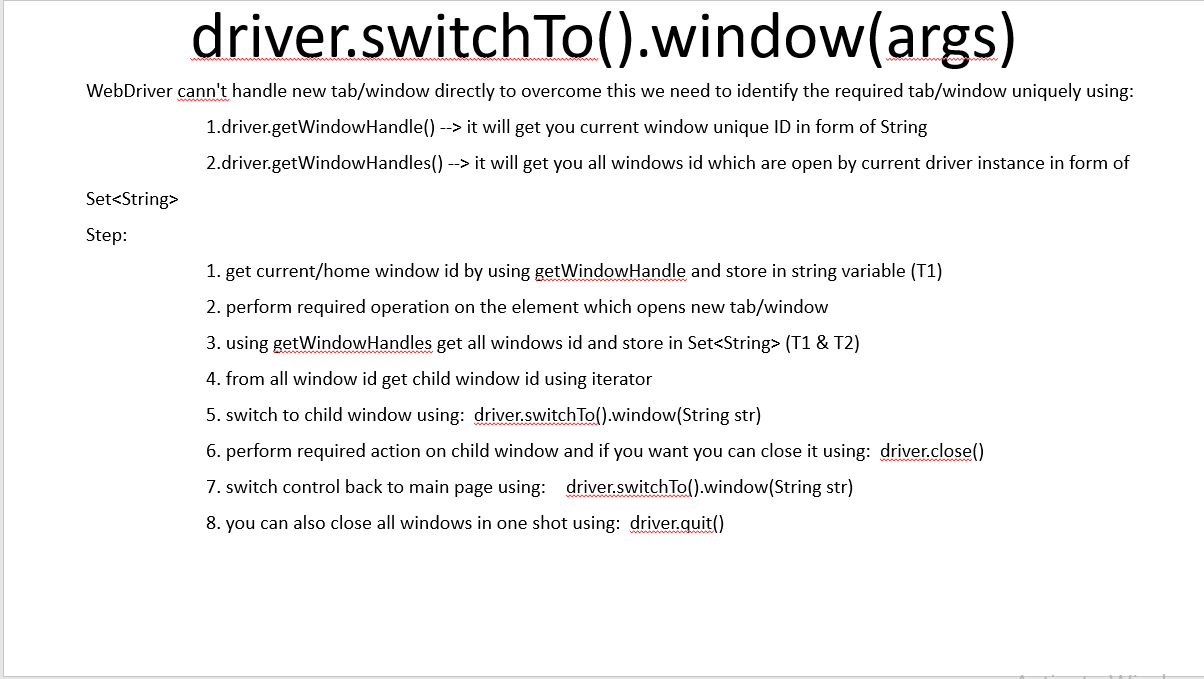 driver.switchTo().window(args)
WebDriver cann't handle new tab/window directly to overcome this we need to identify the required tab/window uniquely using:
1.driver.getWindowHandle() --> it will get you current window unique ID in form of String
2.driver.getWindowHandles() --> it will get you all windows id which are open by current driver instance in form of
Set<String>
Step:
1. get current/home window id by using getWindowHandle and store in string variable (T1)
2. perform required operation on the element which opens new tab/window
3. using getWindowHandles get all windows id and store in Set<String> (T1 & T2)
4. from all window id get child window id using iterator
5. switch to child window using:  driver.switchTo().window(String str)
6. perform required action on child window and if you want you can close it using:  driver.close()
7. switch control back to main page using:    driver.switchTo().window(String str)
8. you can also close all windows in one shot using:  driver.quit()